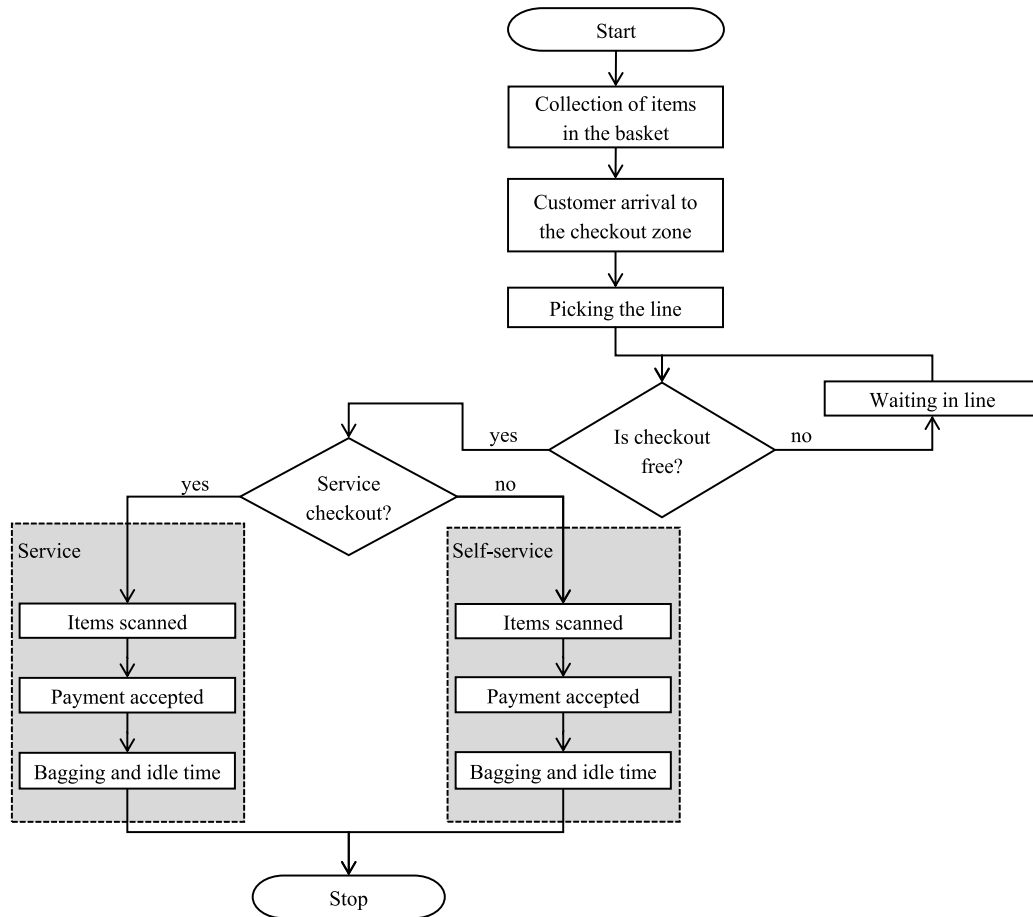 Start
Collection of items
in the basket
Customer arrival to
the checkout zone
Picking the line
Waiting in line
Is checkout
free?
yes
no
Service
checkout?
yes
no
Service
Items scanned
Payment accepted
Bagging and idle time
Self-service
Items scanned
Payment accepted
Bagging and idle time
Stop